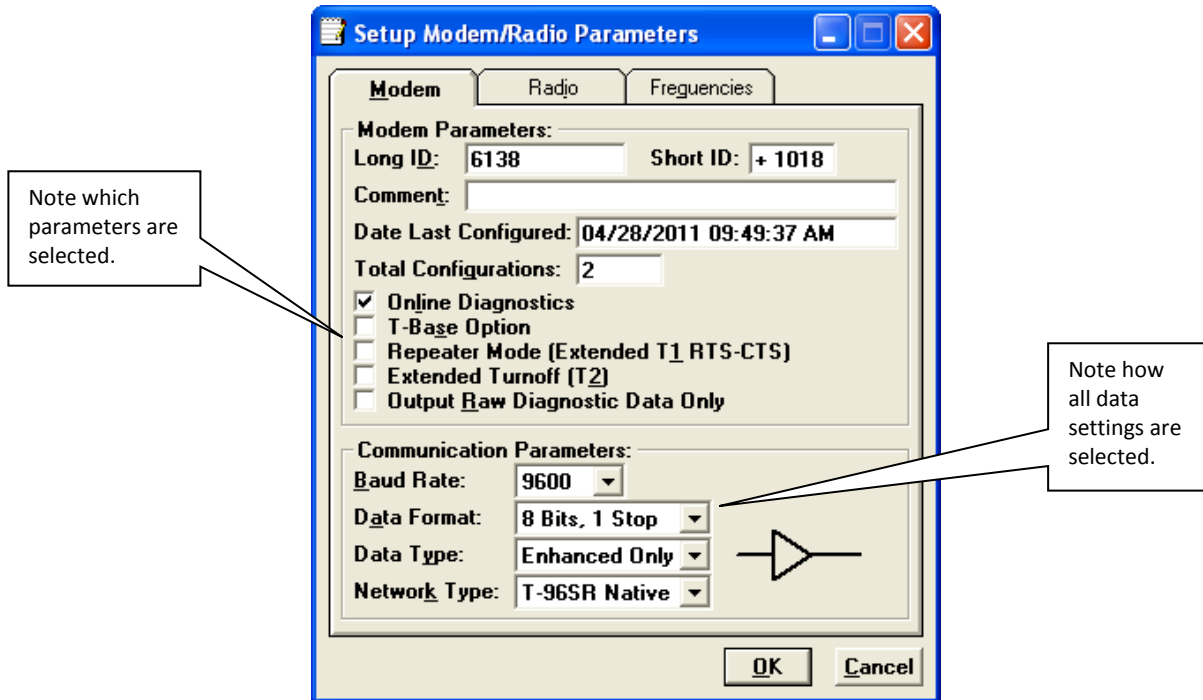 Setup Modem/Radio Parameters
Modem
Radio
Freguencies
Modem Parameters:
Long ID: 6138 Short ID: + 1018
Comment:
Date Last Configured: 04/28/2011 09:49:37 AM
Total Configurations: 2
Online Diagnostics
T-Base Option
Repeater Mode (Extended T1 RTS-CTS)
Extended Turnoff (T2)
Output Raw Diagnostic Data Only
Communication Parameters:
Baud Rate: 9600
Data Format: 8 Bits, 1 Stop
Data Type: Enhanced Only
Network Type: T-96SR Native
OK
Cancel
Note which
parameters are
selected.
Note how
all data
settings are
selected.